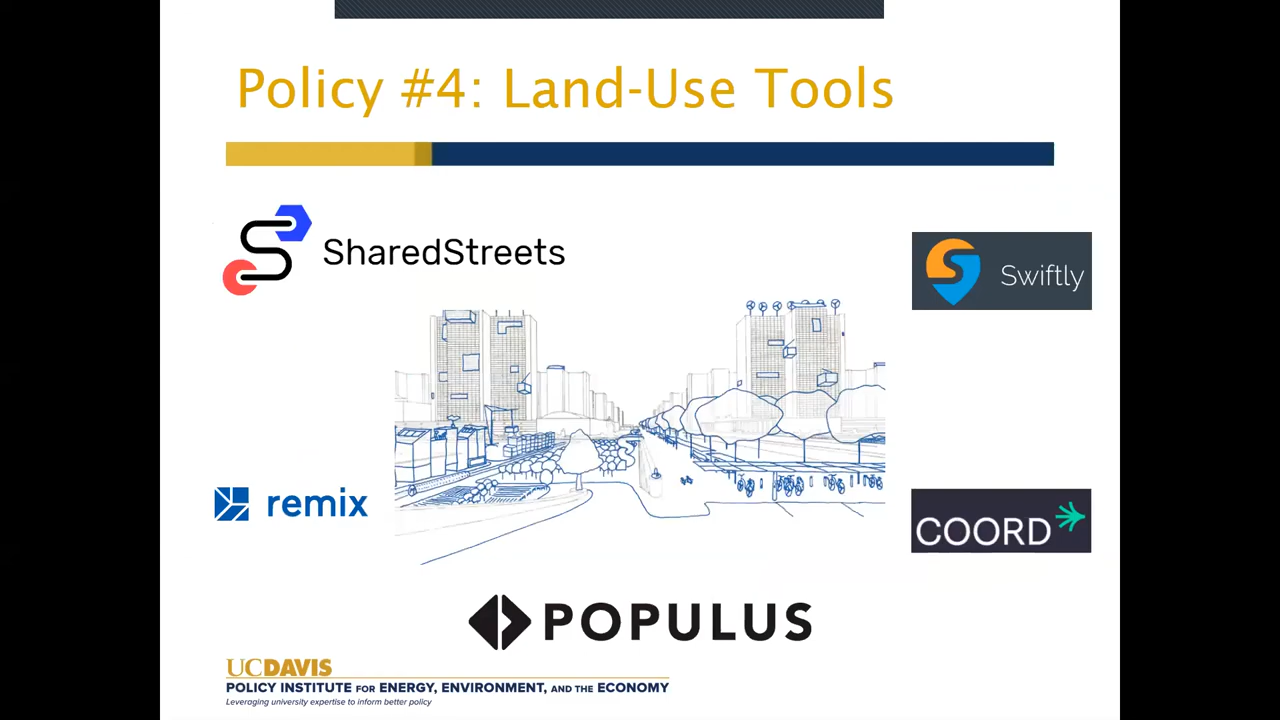 Policy #4: Land-Use Tools
SharedStreets
Swiftly
remix
COORD
POPULUS
UCDAVIS
POLICY INSTITUTE FOR ENERGY, ENVIRONMENT, AND THE ECONOMY
Leveraging university expertise to inform better policy